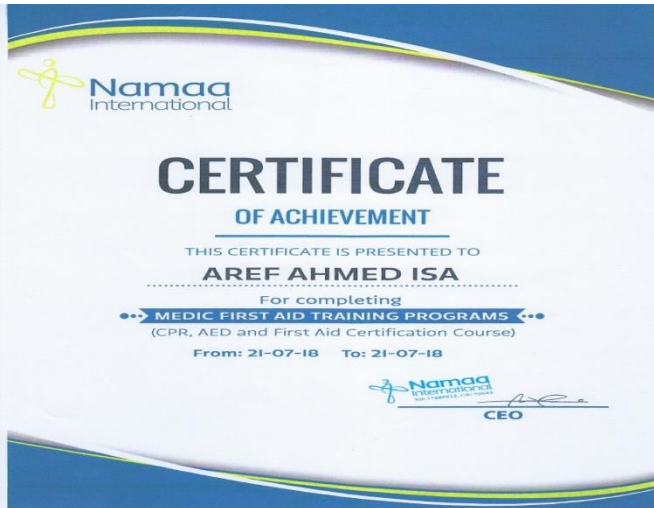 Namaa
International
CERTIFICATE
OF ACHIEVEMENT
THIS CERTIFICATE IS PRESENTED TO
AREF AHMED ISA
For completing
MEDIC FIRST AID TRAINING PROGRAMS
(CPR, AED and First Aid Certification Course)
From: 21-07-18 To: 21-07-18
Namaa
International
CEO